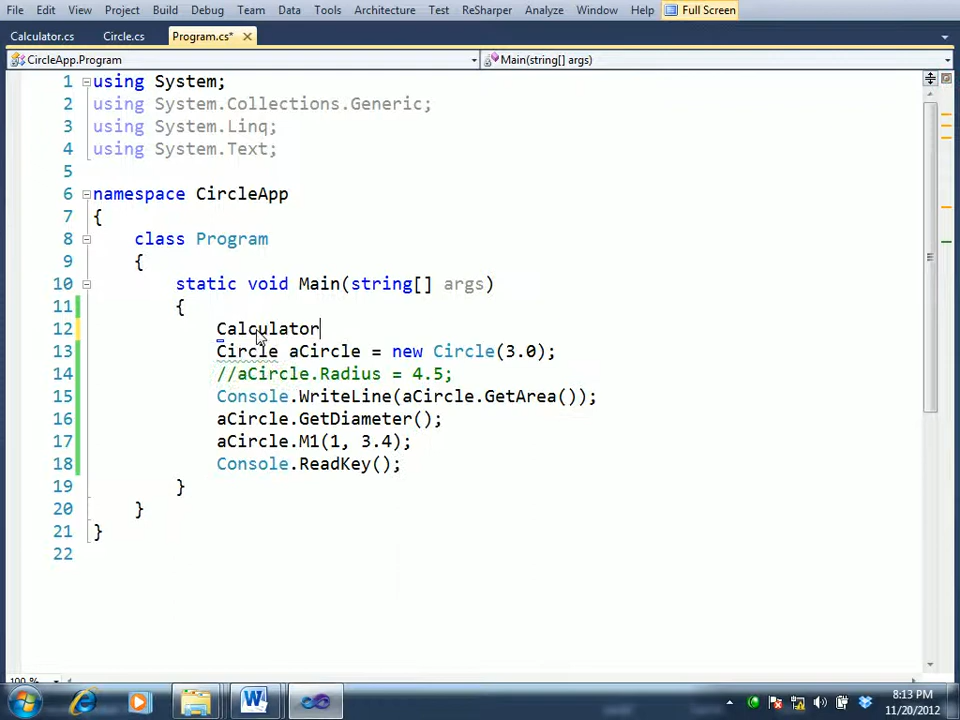 File Edit View Project Build Debug Team Data Tools Architecture Test ReSharper Analyze Window Help Full Screen
Calculator.cs Circle.cs Program.cs*
CircleApp.Program Main(string[] args)
1 using System;
2 using System.Collections.Generic;
3 using System.Linq;
4 using System.Text;
5
6 namespace CircleApp
7 {
8 class Program
9 {
10 static void Main(string[] args)
11 {
12 Calculator
13 Circle aCircle = new Circle(3.0);
14 //aCircle.Radius = 4.5;
15 Console.WriteLine(aCircle.GetArea());
16 aCircle.GetDiameter();
17 aCircle.M1(1, 3.4);
18 Console.ReadKey();
19 }
20 }
21 }
22
100 %
8:13 PM
11/20/2012